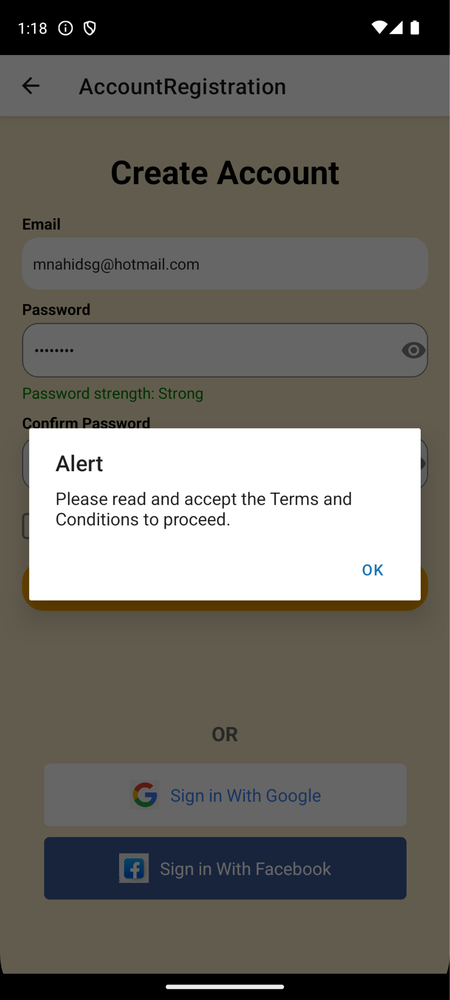 1:18
AccountRegistration
Create Account
Email
mnahidsg@hotmail.com
Password
••••••••
Password strength: Strong
Confirm Password
Alert
Please read and accept the Terms and
Conditions to proceed.
OK
OR
Sign in With Google
Sign in With Facebook